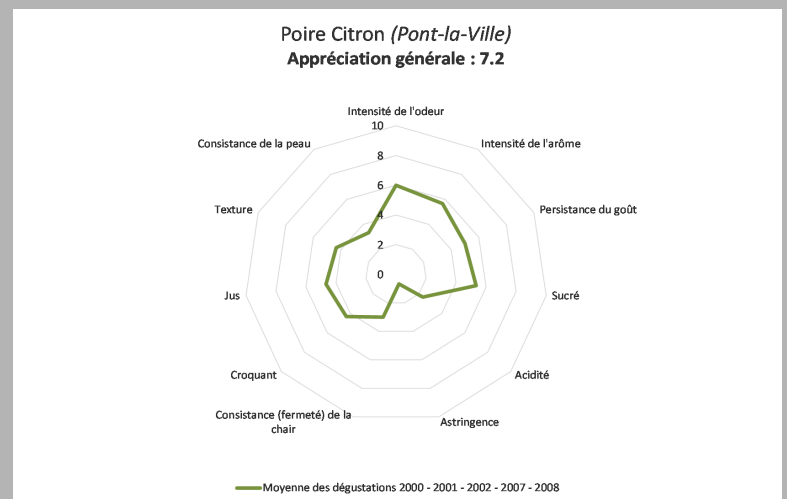 Poire Citron (Pont-la-Ville)
Appréciation générale : 7.2
Intensité de l'odeur
10
8
6
4
2
0
Intensité de l'arôme
Persistance du goût
Sucré
Acidité
Astringence
Consistance (fermeté) de la
chair
Croquant
Jus
Texture
Consistance de la peau
Moyenne des dégustations 2000 - 2001 - 2002 - 2007 - 2008